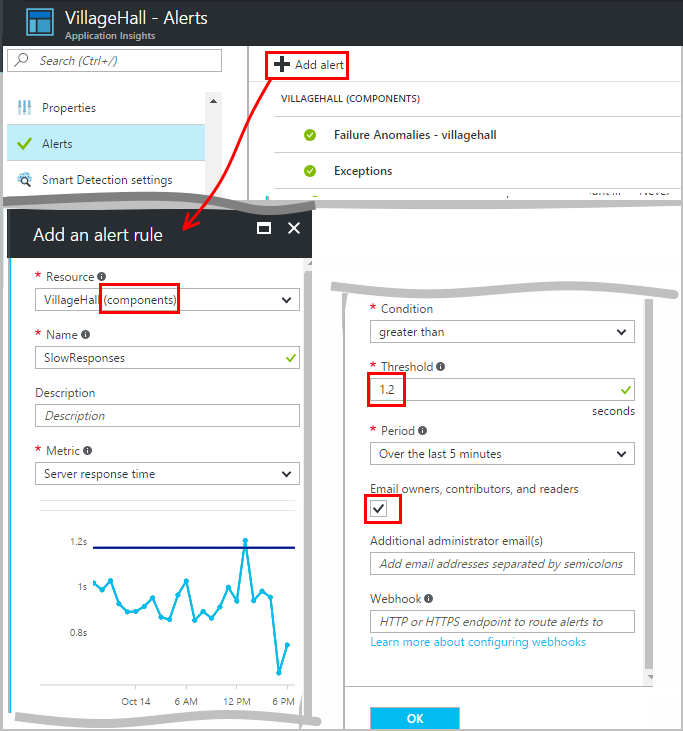 VillageHall - Alerts
Application Insights
Search (Ctrl+/)
Properties
Alerts
Smart Detection settings
Add alert
VILLAGEHALL (COMPONENTS)
Failure Anomalies - villagehall
Exceptions
Never
Add an alert rule
* Resource
VillageHall (components)
* Name
SlowResponses
Description
Description
* Metric
Server response time
1.2s
1s
0.8s
Oct 14 6 AM 12 PM 6 PM
* Condition
greater than
* Threshold
1.2
seconds
* Period
Over the last 5 minutes
Email owners, contributors, and readers
Additional administrator email(s)
Add email addresses separated by semicolons
Webhook
HTTP or HTTPS endpoint to route alerts to
Learn more about configuring webhooks
OK